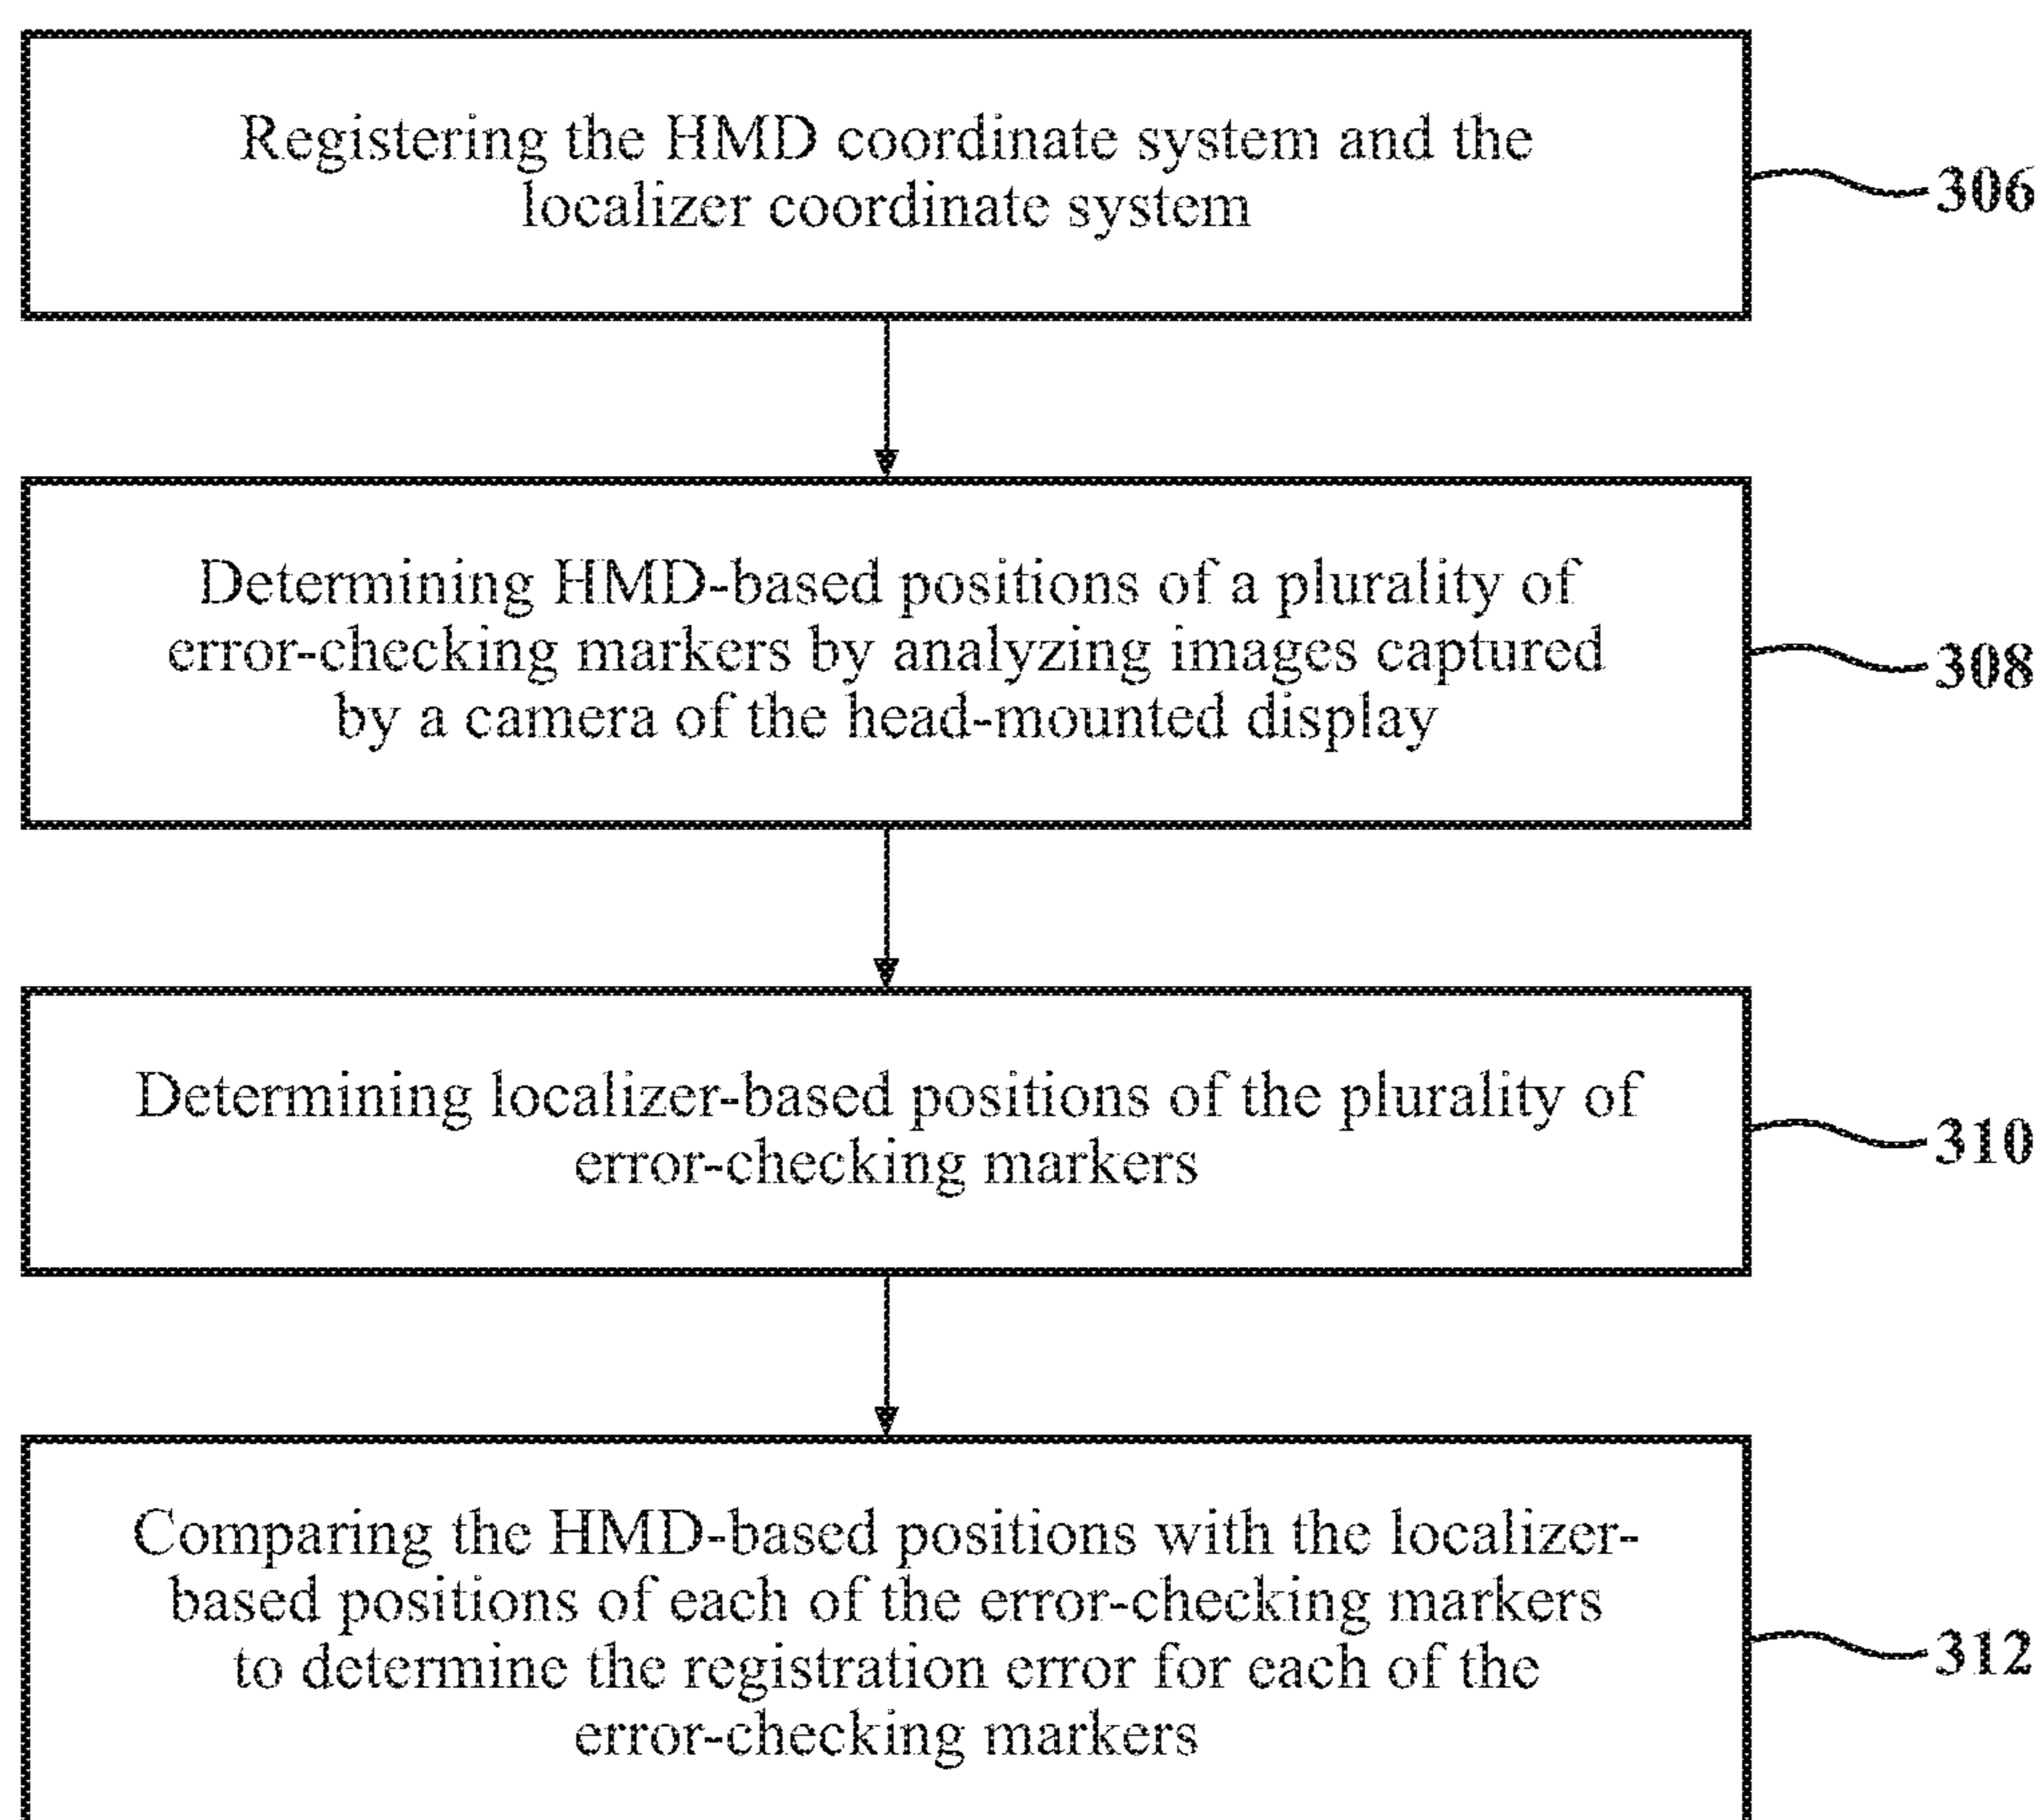 Registering the HMD coordinate system and the
localizer coordinate system
306
Determining HMD-based positions of a plurality of
error-checking markers by analyzing images captured
by a camera of the head-mounted display
308
Determining localizer-based positions of the plurality of
error-checking markers
310
Comparing the HMD-based positions with the localizer-
based positions of each of the error-checking markers
to determine the registration error for each of the
error-checking markers
312